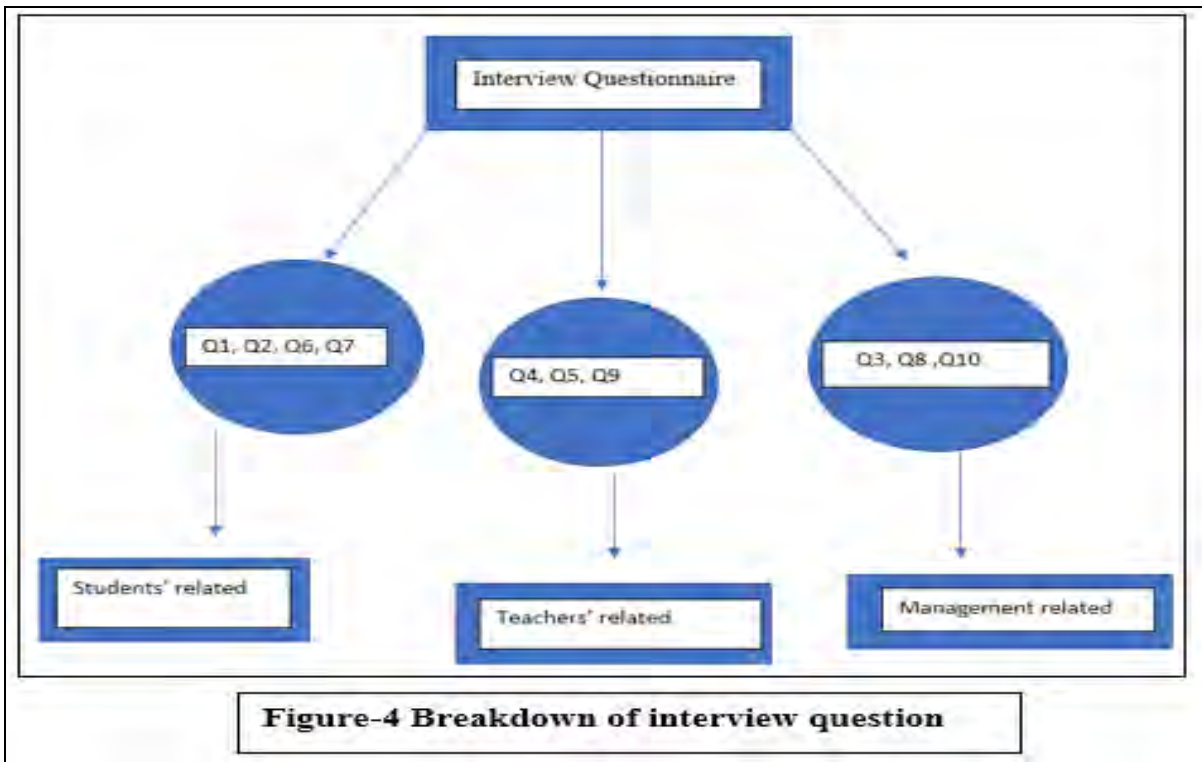 Interview Questionnaire
Q1, Q2, Q6, Q7
Q4, Q5, Q9
Q3, Q8 ,Q10
Students' related
Teachers' related
Management related
Figure-4 Breakdown of interview question